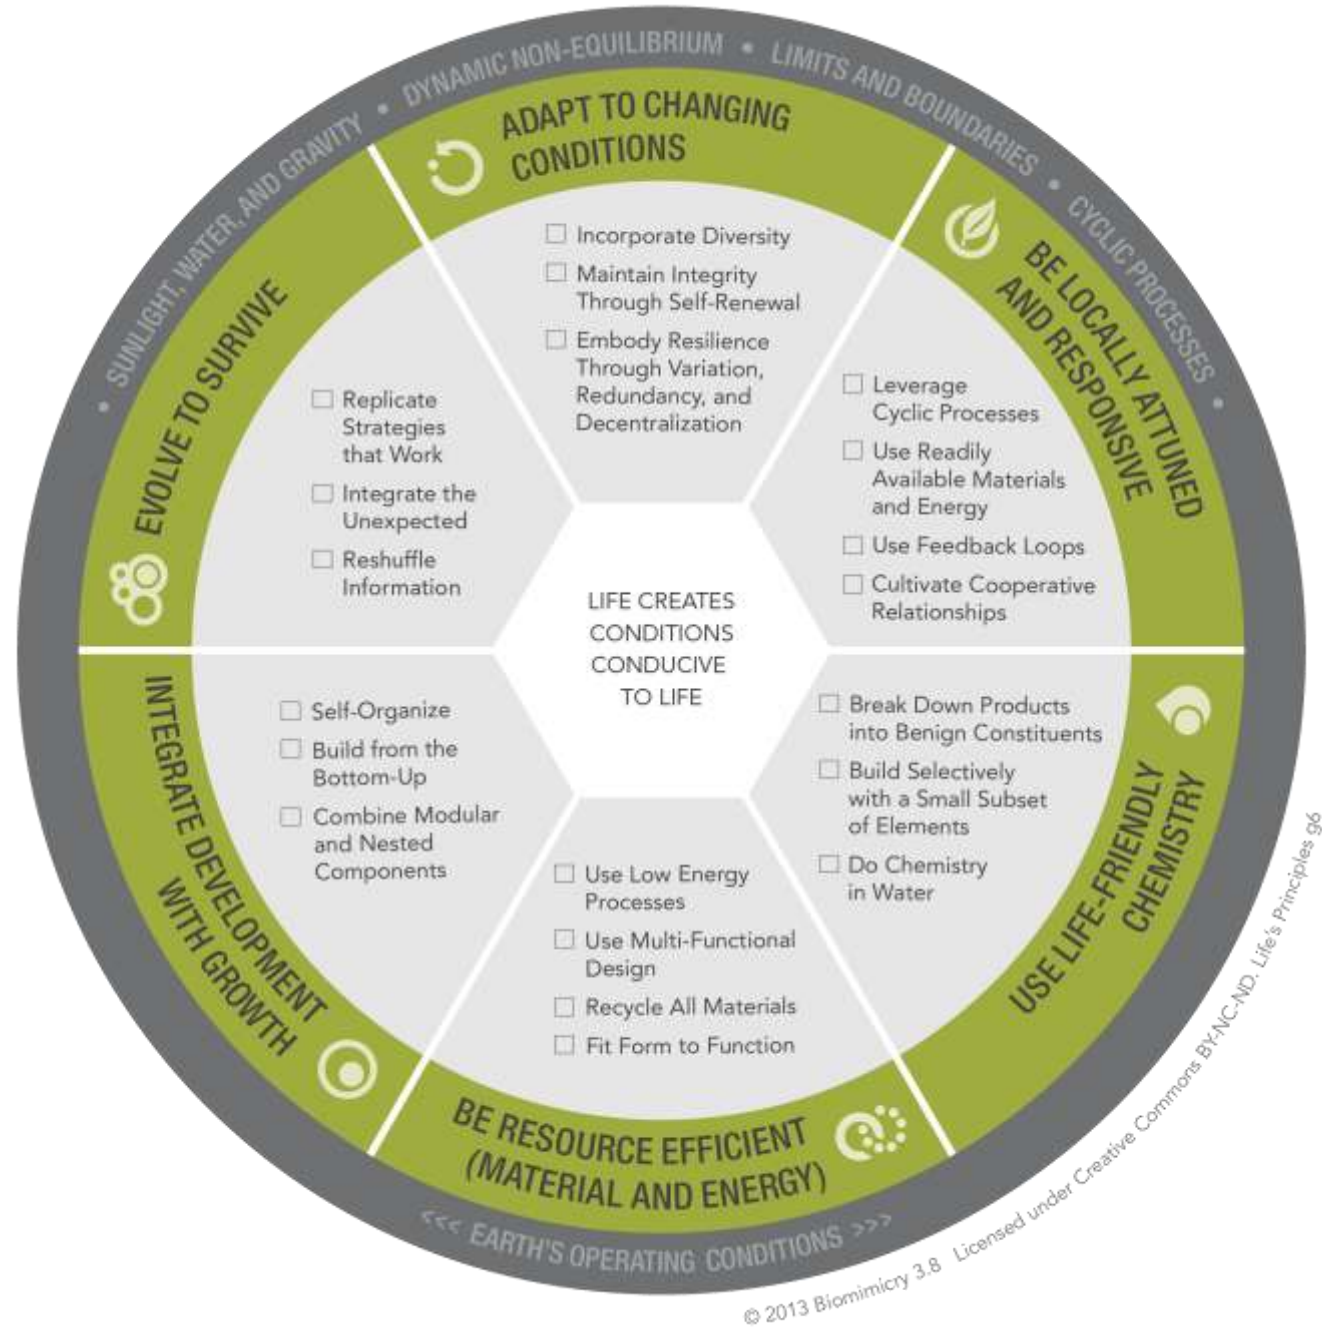 • SUNLIGHT, WATER, AND GRAVITY • DYNAMIC NON-EQUILIBRIUM • LIMITS AND BOUNDARIES • CYCLIC PROCESSES •
ADAPT TO CHANGING
CONDITIONS
Incorporate Diversity
Maintain Integrity
Through Self-Renewal
Embody Resilience
Through Variation,
Redundancy, and
Decentralization
BE LOCALLY ATTUNED
AND RESPONSIVE
Leverage
Cyclic Processes
Use Readily
Available Materials
and Energy
Use Feedback Loops
Cultivate Cooperative
Relationships
USE LIFE-FRIENDLY
CHEMISTRY
Break Down Products
into Benign Constituents
Build Selectively
with a Small Subset
of Elements
Do Chemistry
in Water
BE RESOURCE EFFICIENT
(MATERIAL AND ENERGY)
Use Low Energy
Processes
Use Multi-Functional
Design
Recycle All Materials
Fit Form to Function
INTEGRATE DEVELOPMENT
WITH GROWTH
Self-Organize
Build from the
Bottom-Up
Combine Modular
and Nested
Components
EVOLVE TO SURVIVE
Replicate
Strategies
that Work
Integrate the
Unexpected
Reshuffle
Information
LIFE CREATES
CONDITIONS
CONDUCIVE
TO LIFE
<<< EARTH'S OPERATING CONDITIONS >>>
© 2013 Biomimicry 3.8 Licensed under Creative Commons BY-NC-ND. Life's Principles g6